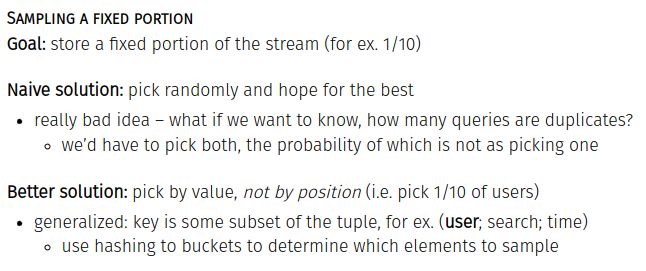 SAMPLING A FIXED PORTION
Goal: store a fixed portion of the stream (for ex. 1/10)
Naive solution: pick randomly and hope for the best
• really bad idea – what if we want to know, how many queries are duplicates?
◦ we'd have to pick both, the probability of which is not as picking one
Better solution: pick by value, not by position (i.e. pick 1/10 of users)
• generalized: key is some subset of the tuple, for ex. (user; search; time)
◦ use hashing to buckets to determine which elements to sample